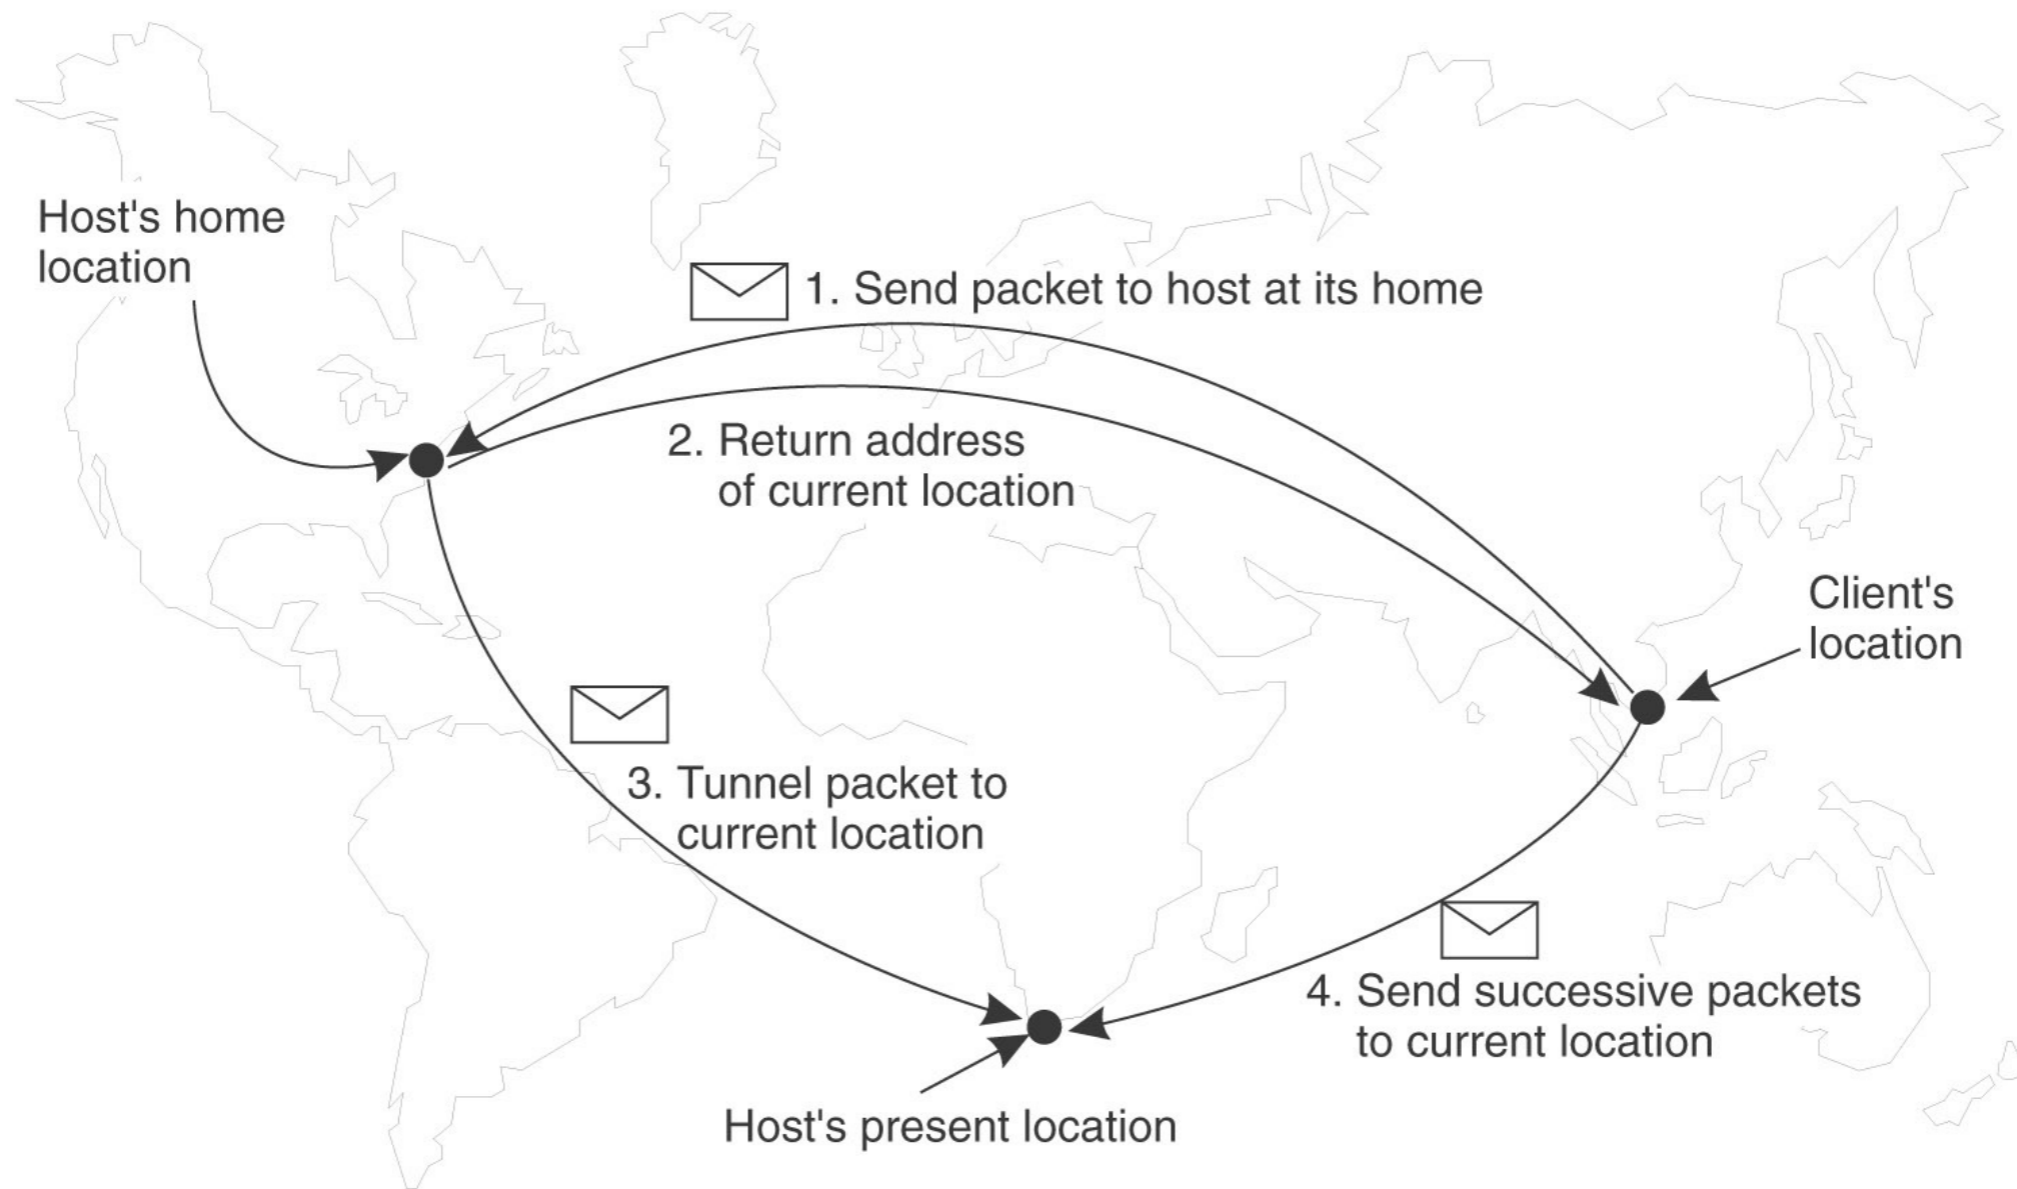 Host's home
location
1. Send packet to host at its home
2. Return address
of current location
Client's
location
3. Tunnel packet to
current location
4. Send successive packets
to current location
Host's present location